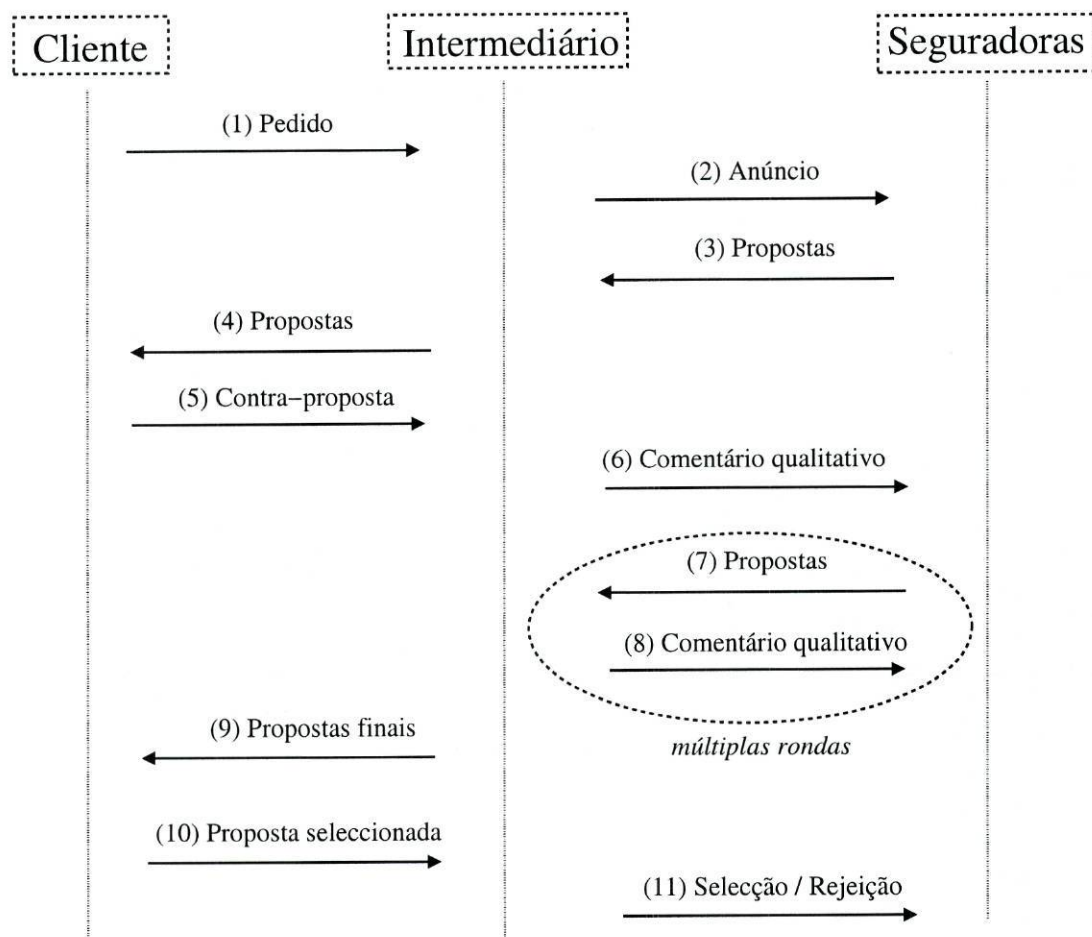 Cliente
Intermediário
Seguradoras
(1) Pedido
(2) Anúncio
(3) Propostas
(4) Propostas
(5) Contra−proposta
(6) Comentário qualitativo
(7) Propostas
(8) Comentário qualitativo
múltiplas rondas
(9) Propostas finais
(10) Proposta seleccionada
(11) Selecção / Rejeição